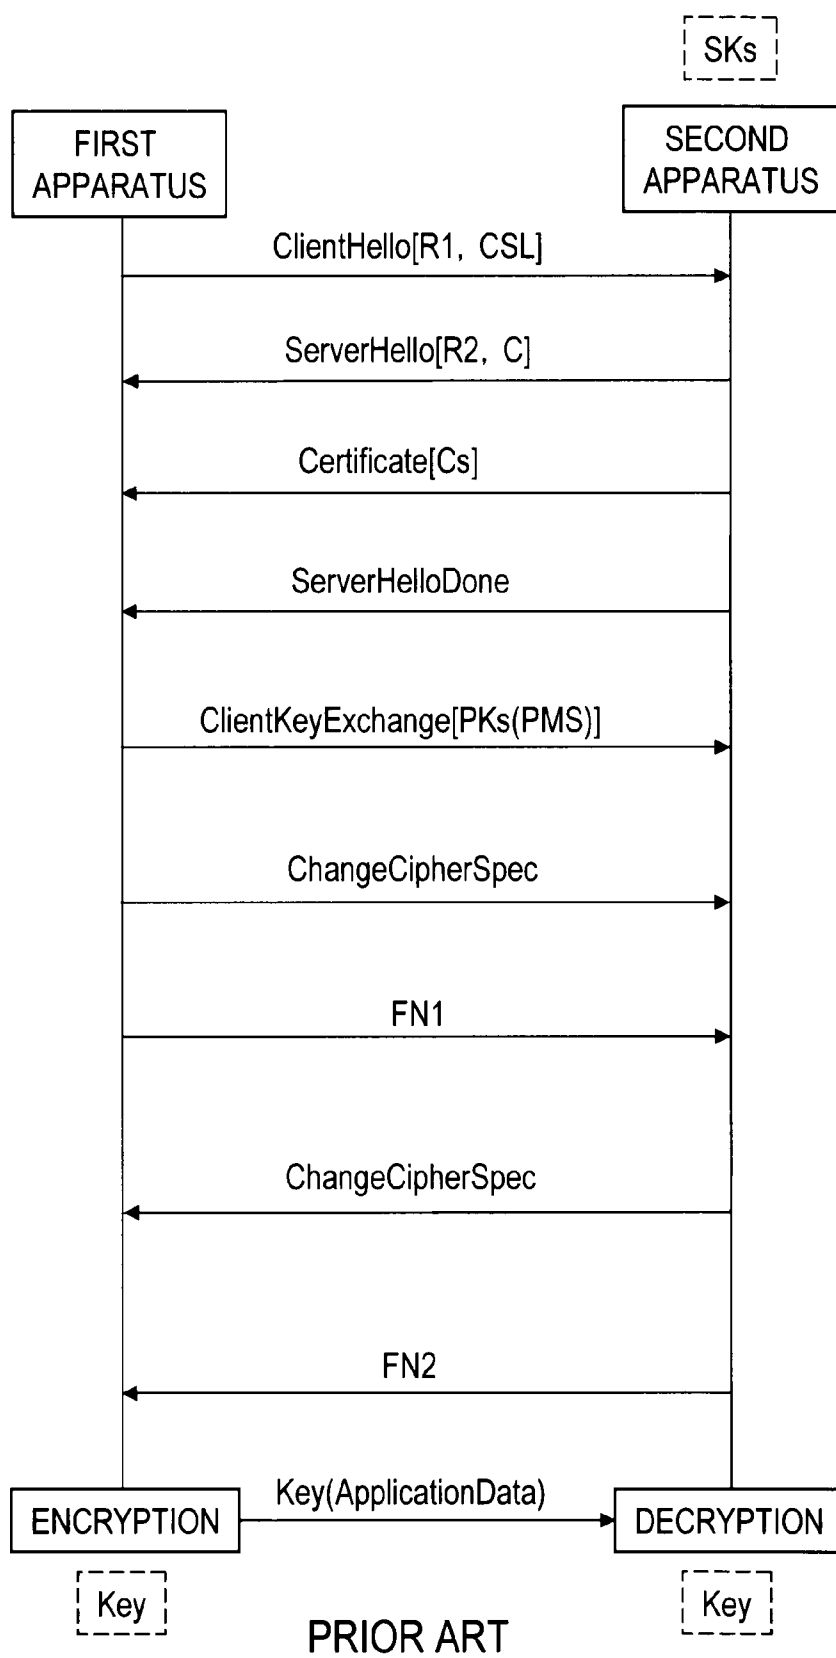 SKs
FIRST
APPARATUS
SECOND
APPARATUS
ClientHello[R1, CSL]
ServerHello[R2, C]
Certificate[Cs]
ServerHelloDone
ClientKeyExchange[PKs(PMS)]
ChangeCipherSpec
FN1
ChangeCipherSpec
FN2
ENCRYPTION
Key(ApplicationData)
DECRYPTION
Key
Key
PRIOR ART